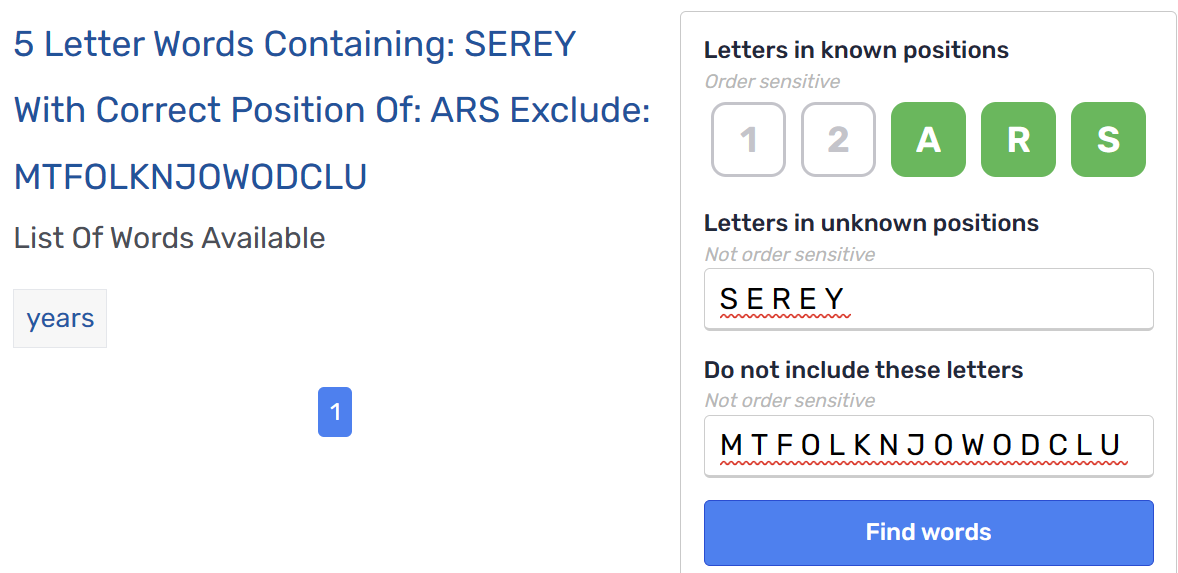 5 Letter Words Containing: SEREY
With Correct Position Of: ARS Exclude:
MTFOLKNJOWODCLU
List Of Words Available
years
1
Letters in known positions
Order sensitive
1 2 A R S
Letters in unknown positions
Not order sensitive
SEREY
Do not include these letters
Not order sensitive
MTFOLKNJOWODCLU
Find words